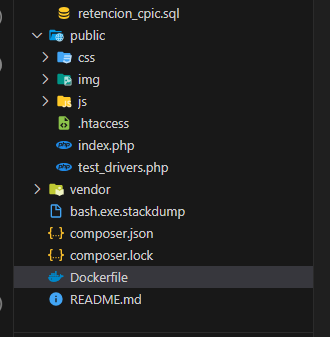 retencion_cpic.sql
public
css
img
js
.htaccess
index.php
test_drivers.php
vendor
bash.exe.stackdump
composer.json
composer.lock
Dockerfile
README.md